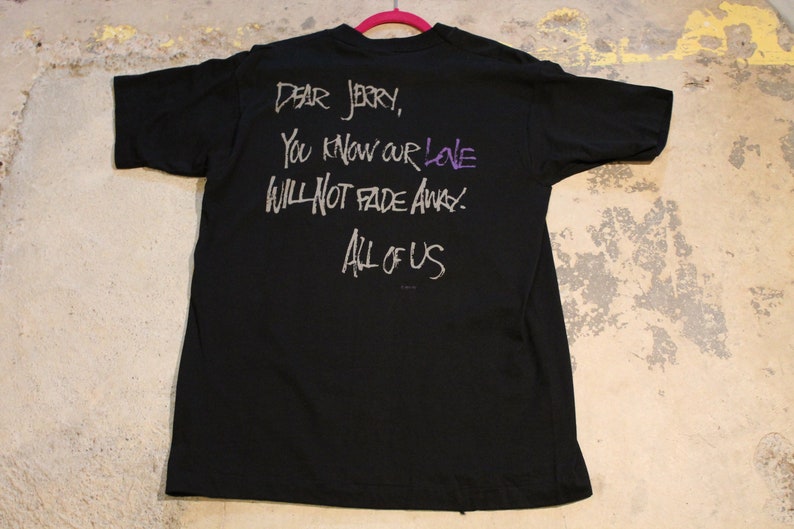 DEAR JERRY,
YOU KNOW OUR LOVE
WILL NOT FADE AWAY.
ALL OF US